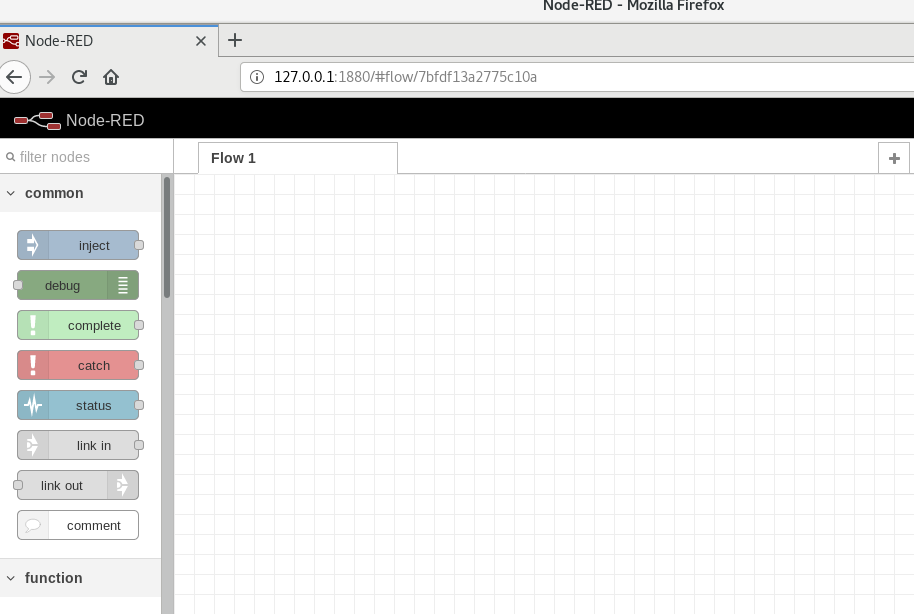 Node-RED - Mozilla Firefox
Node-RED
127.0.0.1:1880/#flow/7bfdf13a2775c10a
Node-RED
filter nodes
Flow 1
common
inject
debug
complete
catch
status
link in
link out
comment
function